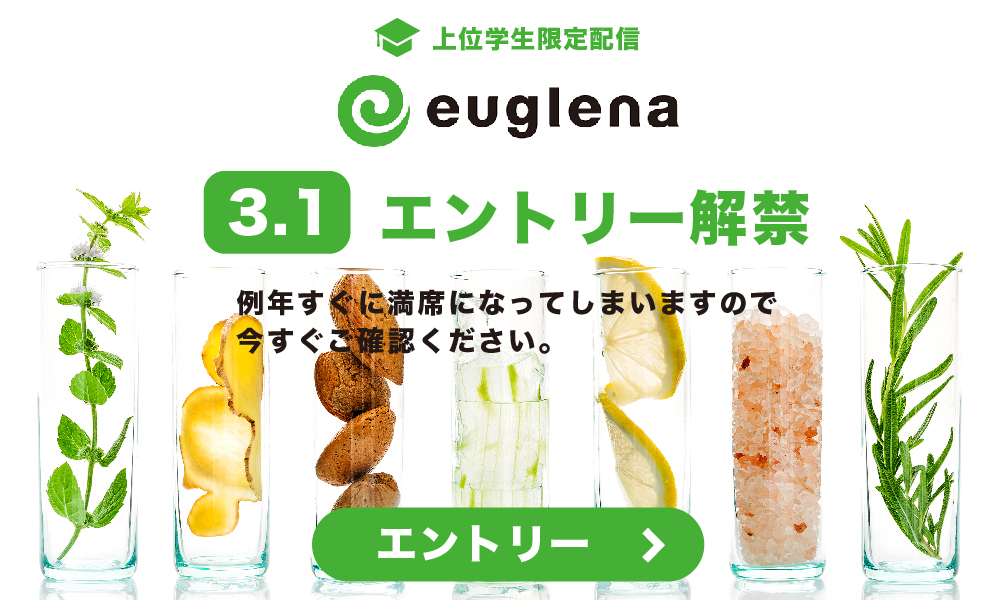 上位学生限定配信
euglena
3.1 エントリー解禁
例年すぐに満席になってしまいますので
今すぐご確認ください。
エントリー